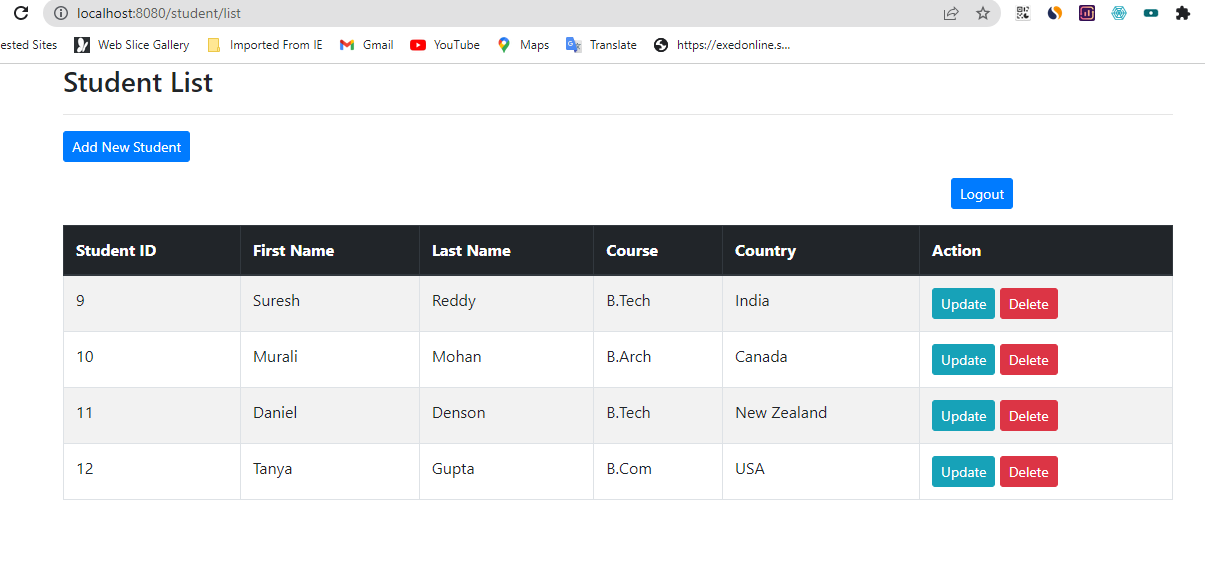 localhost:8080/student/list
ested Sites Web Slice Gallery Imported From IE Gmail YouTube Maps Translate https://exedonline.s...
Student List
Add New Student
Logout
Student ID First Name Last Name Course Country Action
9 Suresh Reddy B.Tech India Update Delete
10 Murali Mohan B.Arch Canada Update Delete
11 Daniel Denson B.Tech New Zealand Update Delete
12 Tanya Gupta B.Com USA Update Delete